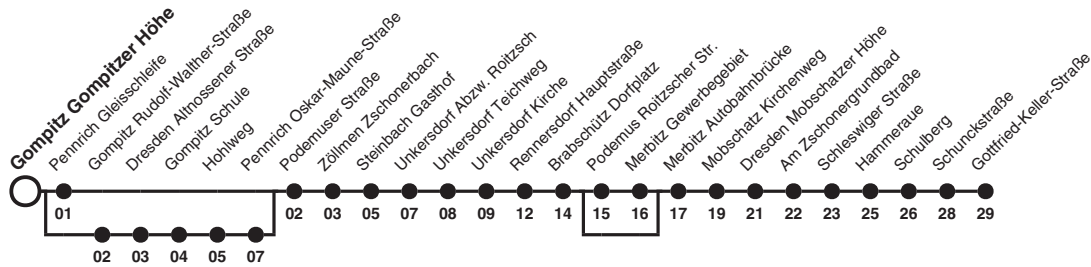 Gompitz Gompitzer Höhe
Pennrich Gleisschleife
Gompitz Rudolf-Walther-Straße
Dresden Altnossener Straße
Gompitz Schule
Hohlweg
Pennrich Oskar-Maune-Straße
Podemuser Straße
Zöllmen Zschonerbach
Steinbach Gasthof
Unkersdorf Abzw. Roitzsch
Unkersdorf Teichweg
Unkersdorf Kirche
Rennersdorf Hauptstraße
Brabschütz Dorfplatz
Podemus Roitzscher Str.
Merbitz Gewerbegebiet
Merbitz Autobahnbrücke
Mobschatz Kirchenweg
Dresden Mobschatzer Höhe
Am Zschonergrundbad
Schleswiger Straße
Hammeraue
Schulberg
Schunckstraße
Gottfried-Keller-Straße
01 02 03 05 07 08 09 12 14 15 16 17 19 21 22 23 25 26 28 29
02 03 04 05 07